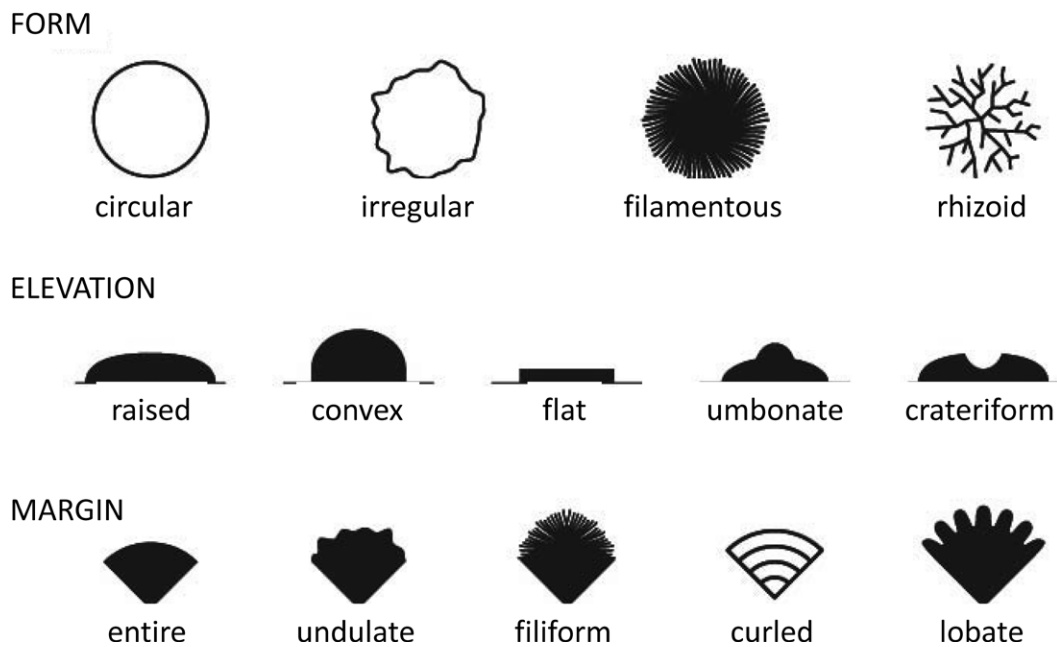 FORM
circular irregular filamentous rhizoid
ELEVATION
raised convex flat umbonate crateriform
MARGIN
entire undulate filiform curled lobate